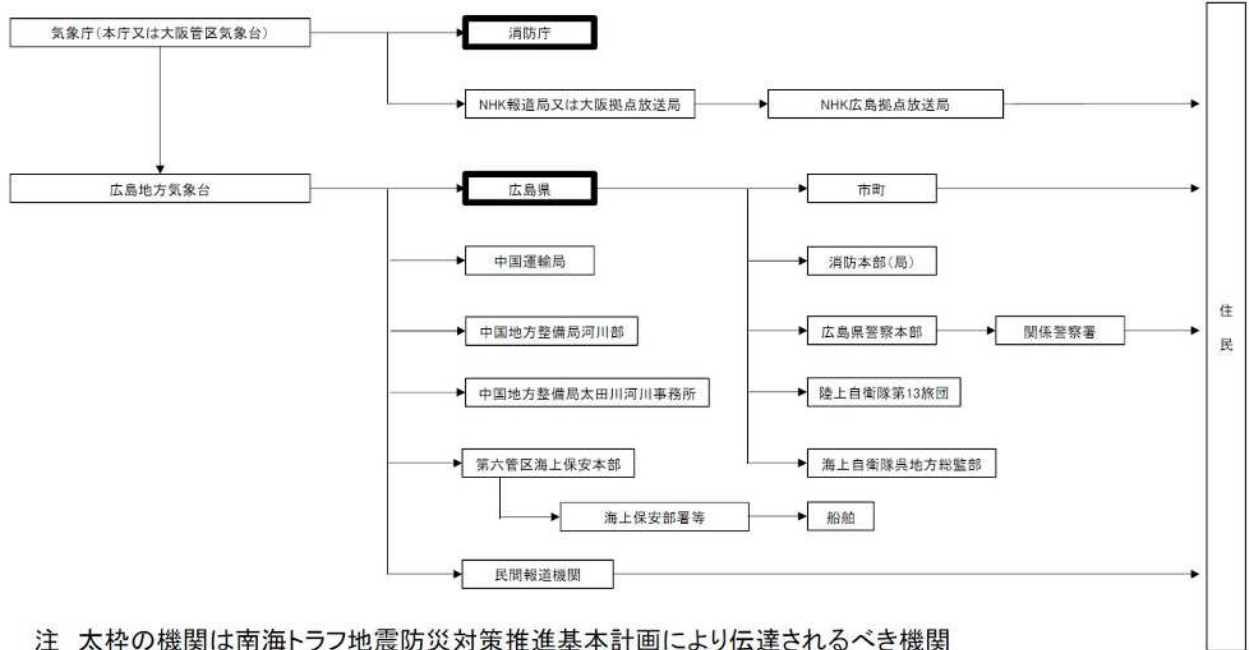 気象庁(本庁又は大阪管区気象台)
消防庁
NHK報道局又は大阪拠点放送局
NHK広島拠点放送局
広島地方気象台
広島県
市町
中国運輸局
消防本部(局)
中国地方整備局河川部
広島県警察本部
関係警察署
中国地方整備局太田川河川事務所
陸上自衛隊第13旅団
第六管区海上保安本部
海上自衛隊呉地方総監部
海上保安部署等
船舶
民間報道機関
住民
注 太枠の機関は南海トラフ地震防災対策推進基本計画により伝達されるべき機関